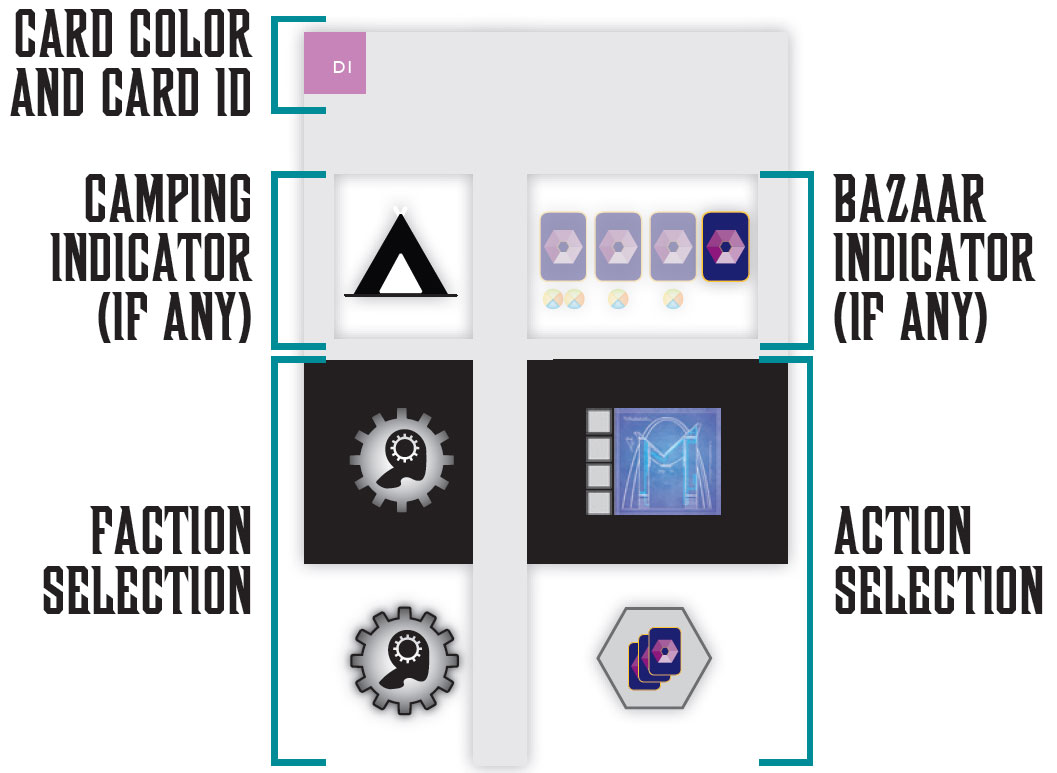 CARD COLOR
AND CARD ID
DI
CAMPING
INDICATOR
(IF ANY)
BAZAAR
INDICATOR
(IF ANY)
FACTION
SELECTION
ACTION
SELECTION